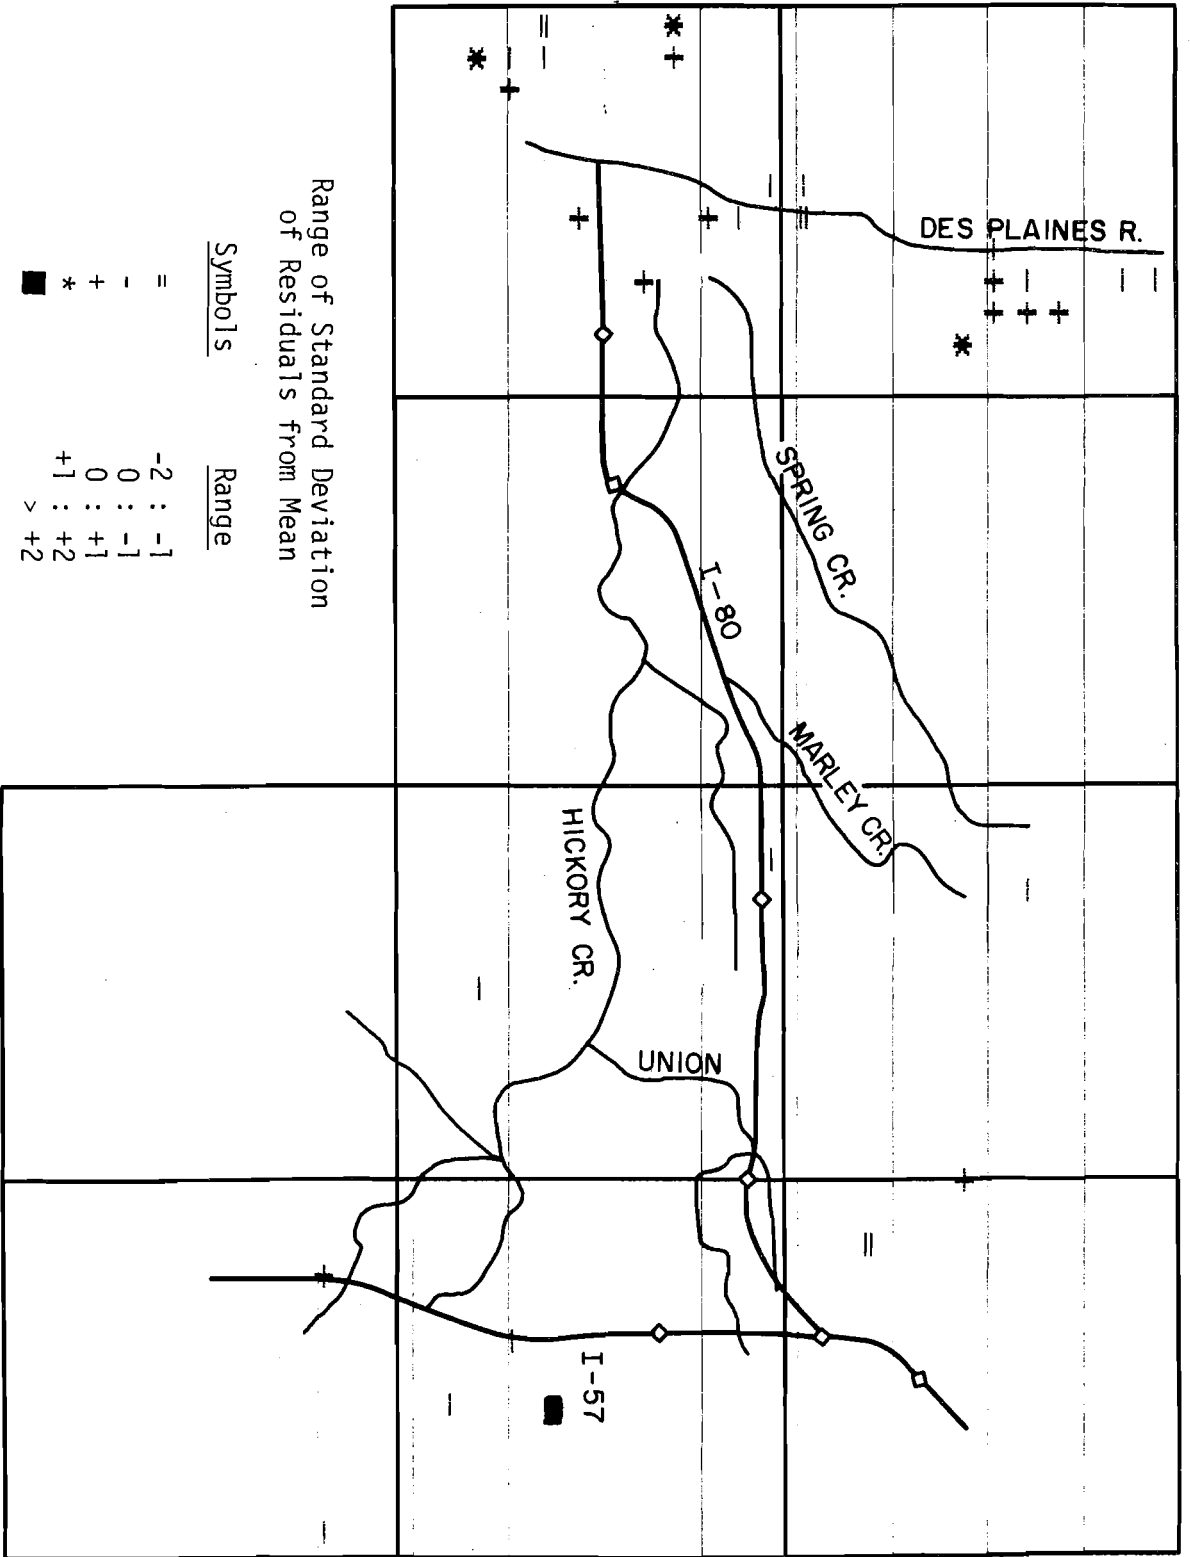 DES PLAINES R.
SPRING CR.
I-80
MARLEY CR.
HICKORY CR.
UNION
I-57
Range of Standard Deviation
of Residuals from Mean
Symbols Range
= -2 : -1
- 0 : -1
+ 0 : +1
* +1 : +2
■ > +2